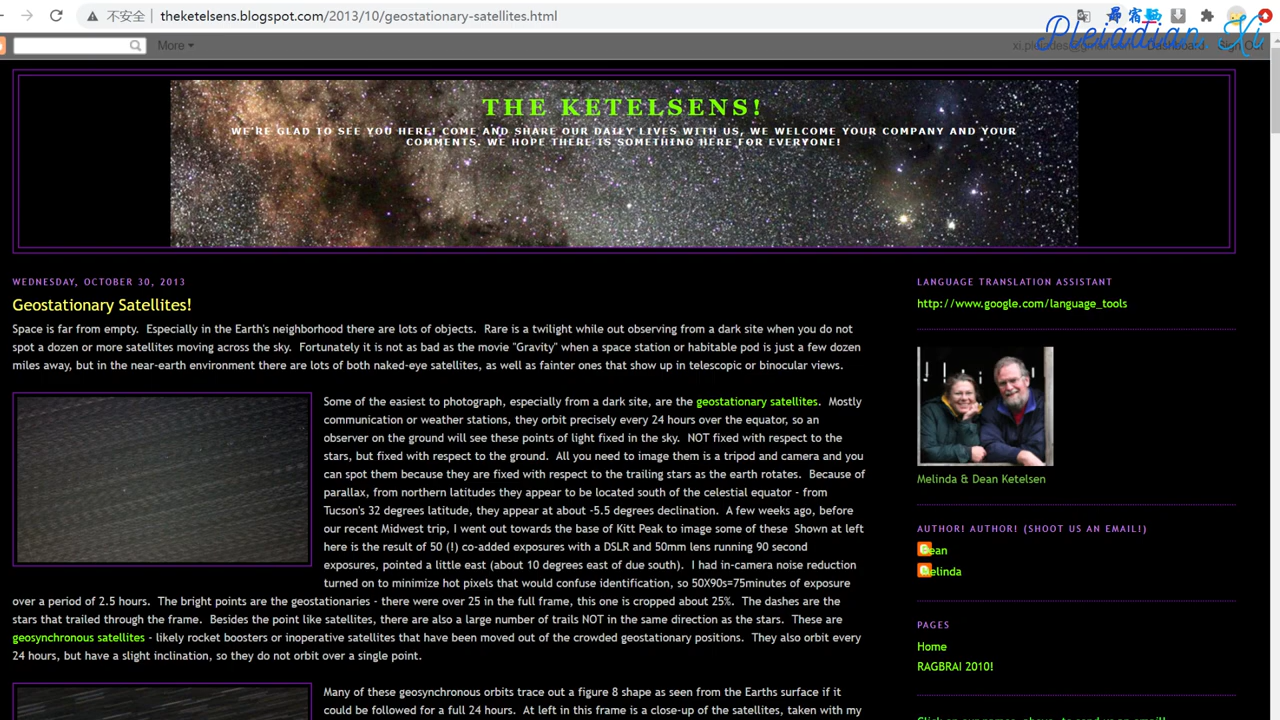 不安全
theketelsens.blogspot.com/2013/10/geostationary-satellites.html
昴宿
Pleiadian. Xi
More
Dashboard
Sign Out
THE KETELSENS!
WE'RE GLAD TO SEE YOU HERE! COME AND SHARE OUR DAILY LIVES WITH US, WE WELCOME YOUR COMPANY AND YOUR
COMMENTS. WE HOPE THERE IS SOMETHING HERE FOR EVERYONE!
WEDNESDAY, OCTOBER 30, 2013
Geostationary Satellites!
Space is far from empty. Especially in the Earth's neighborhood there are lots of objects. Rare is a twilight while out observing from a dark site when you do not
spot a dozen or more satellites moving across the sky. Fortunately it is not as bad as the movie "Gravity" when a space station or habitable pod is just a few dozen
miles away, but in the near-earth environment there are lots of both naked-eye satellites, as well as fainter ones that show up in telescopic or binocular views.
Some of the easiest to photograph, especially from a dark site, are the geostationary satellites. Mostly
communication or weather stations, they orbit precisely every 24 hours over the equator, so an
observer on the ground will see these points of light fixed in the sky. NOT fixed with respect to the
stars, but fixed with respect to the ground. All you need to image them is a tripod and camera and you
can spot them because they are fixed with respect to the trailing stars as the earth rotates. Because of
parallax, from northern latitudes they appear to be located south of the celestial equator - from
Tucson's 32 degrees latitude, they appear at about -5.5 degrees declination. A few weeks ago, before
our recent Midwest trip, I went out towards the base of Kitt Peak to image some of these Shown at left
here is the result of 50 (!) co-added exposures with a DSLR and 50mm lens running 90 second
exposures, pointed a little east (about 10 degrees east of due south). I had in-camera noise reduction
turned on to minimize hot pixels that would confuse identification, so 50X90s=75minutes of exposure
over a period of 2.5 hours. The bright points are the geostationaries - there were over 25 in the full frame, this one is cropped about 25%. The dashes are the
stars that trailed through the frame. Besides the point like satellites, there are also a large number of trails NOT in the same direction as the stars. These are
geosynchronous satellites - likely rocket boosters or inoperative satellites that have been moved out of the crowded geostationary positions. They also orbit every
24 hours, but have a slight inclination, so they do not orbit over a single point.
Many of these geosynchronous orbits trace out a figure 8 shape as seen from the Earths surface if it
could be followed for a full 24 hours. At left in this frame is a close-up of the satellites, taken with my
LANGUAGE TRANSLATION ASSISTANT
http://www.google.com/language_tools
Melinda & Dean Ketelsen
AUTHOR! AUTHOR! (SHOOT US AN EMAIL!)
Dean
Melinda
PAGES
Home
RAGBRAI 2010!